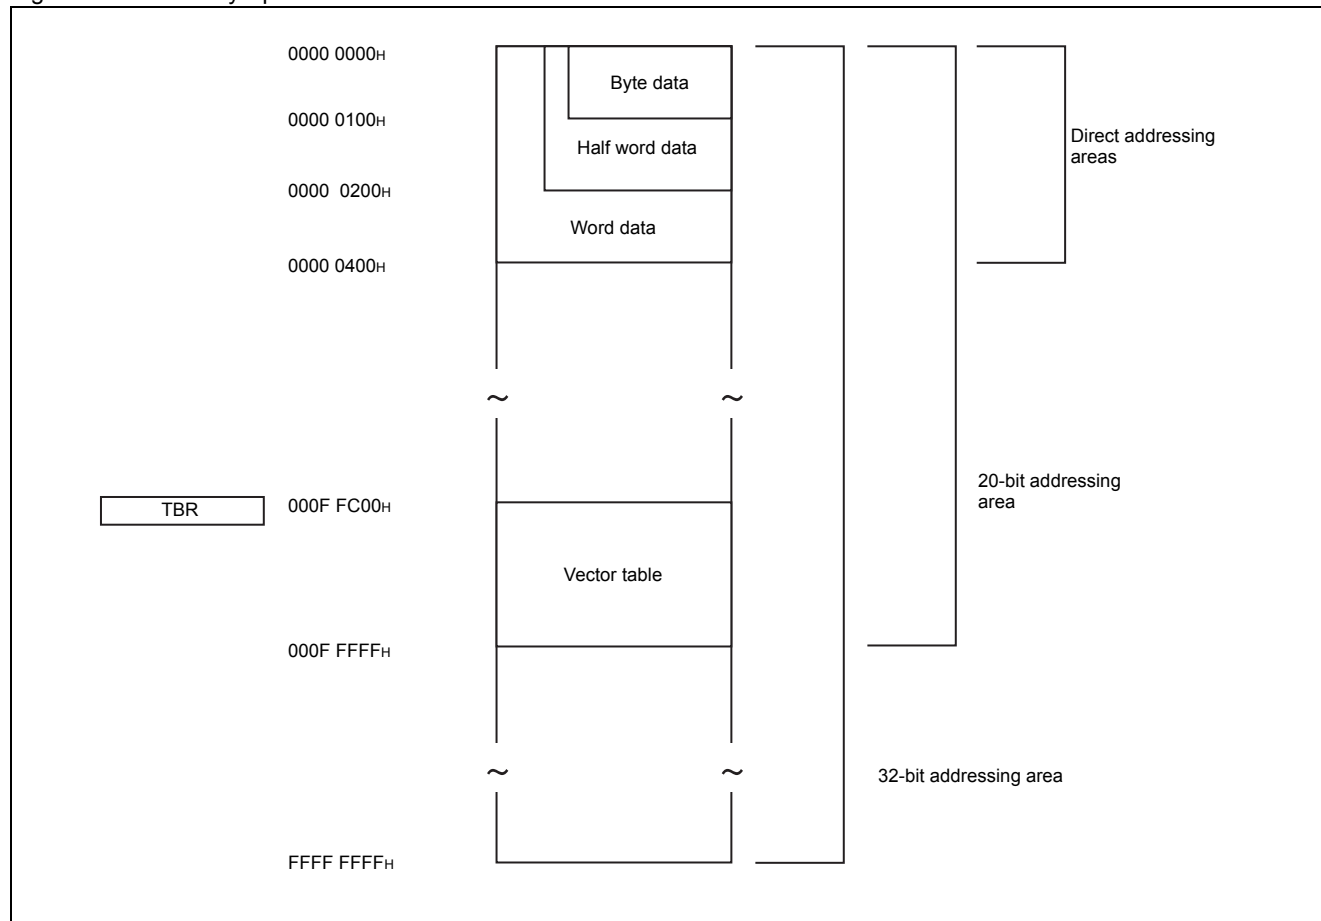 0000 0000H
Byte data
0000 0100H
Direct addressing
areas
Half word data
0000 0200H
Word data
0000 0400H
~ ~
20-bit addressing
area
TBR
000F FC00H
Vector table
000F FFFFH
~ ~
32-bit addressing area
FFFF FFFFH